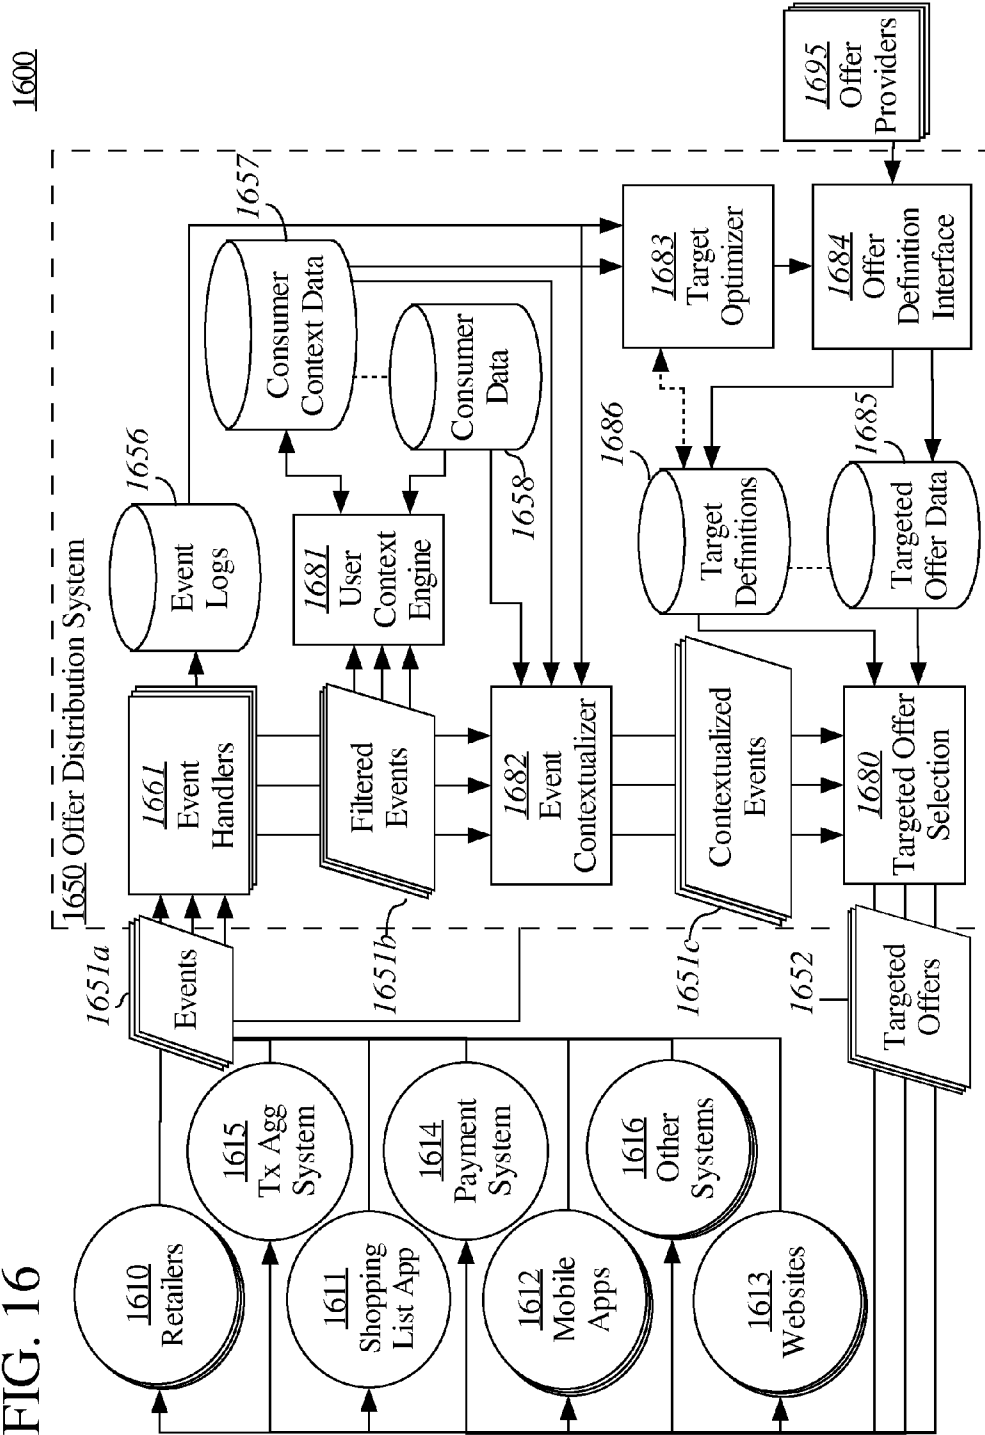 FIG. 16
1600
1650 Offer Distribution System
1610
Retailers
1615
Tx Agg
System
1611
Shopping
List App
1614
Payment
System
1612
Mobile
Apps
1616
Other
Systems
1613
Websites
1651a
Events
1661
Event
Handlers
1656
Event
Logs
1651b
Filtered
Events
1681
User
Context
Engine
1657
Consumer
Context Data
1658
Consumer
Data
1682
Event
Contextualizer
1651c
Contextualized
Events
1686
Target
Definitions
1683
Target
Optimizer
1652
Targeted
Offers
1680
Targeted Offer
Selection
1685
Targeted
Offer Data
1684
Offer
Definition
Interface
1695
Offer
Providers